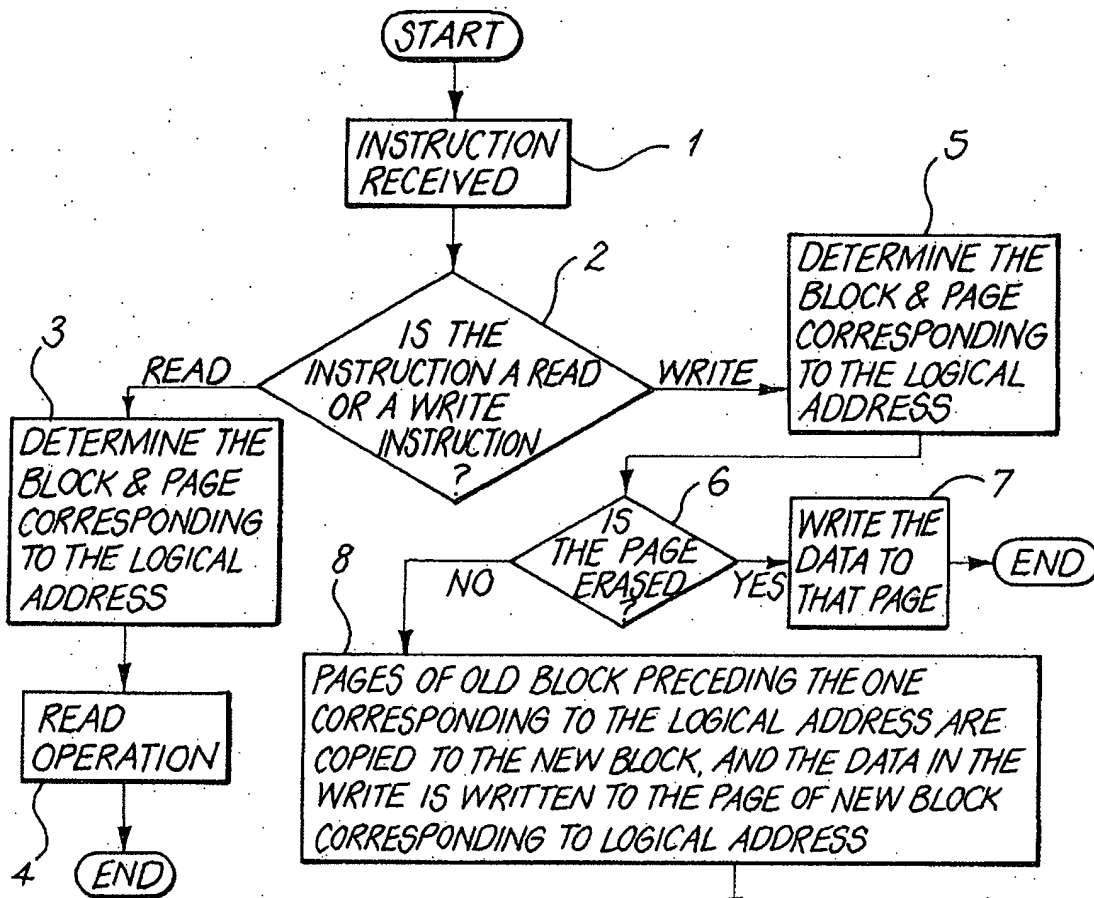 START
INSTRUCTION
RECEIVED
1
2
IS THE
INSTRUCTION A READ
OR A WRITE
INSTRUCTION
?
READ
WRITE
3
DETERMINE THE
BLOCK & PAGE
CORRESPONDING
TO THE LOGICAL
ADDRESS
READ
OPERATION
4
END
5
DETERMINE THE
BLOCK & PAGE
CORRESPONDING
TO THE LOGICAL
ADDRESS
6
IS
THE PAGE
ERASED
?
NO
YES
7
WRITE THE
DATA TO
THAT PAGE
END
8
PAGES OF OLD BLOCK PRECEDING THE ONE
CORRESPONDING TO THE LOGICAL ADDRESS ARE
COPIED TO THE NEW BLOCK, AND THE DATA IN THE
WRITE IS WRITTEN TO THE PAGE OF NEW BLOCK
CORRESPONDING TO LOGICAL ADDRESS